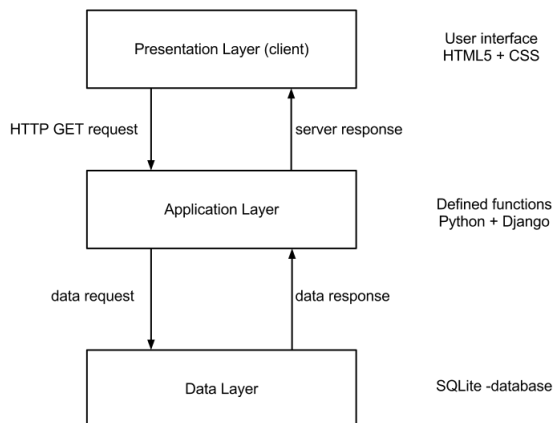 Presentation Layer (client)
User interface
HTML5 + CSS
HTTP GET request
server response
Application Layer
Defined functions
Python + Django
data request
data response
Data Layer
SQLite -database